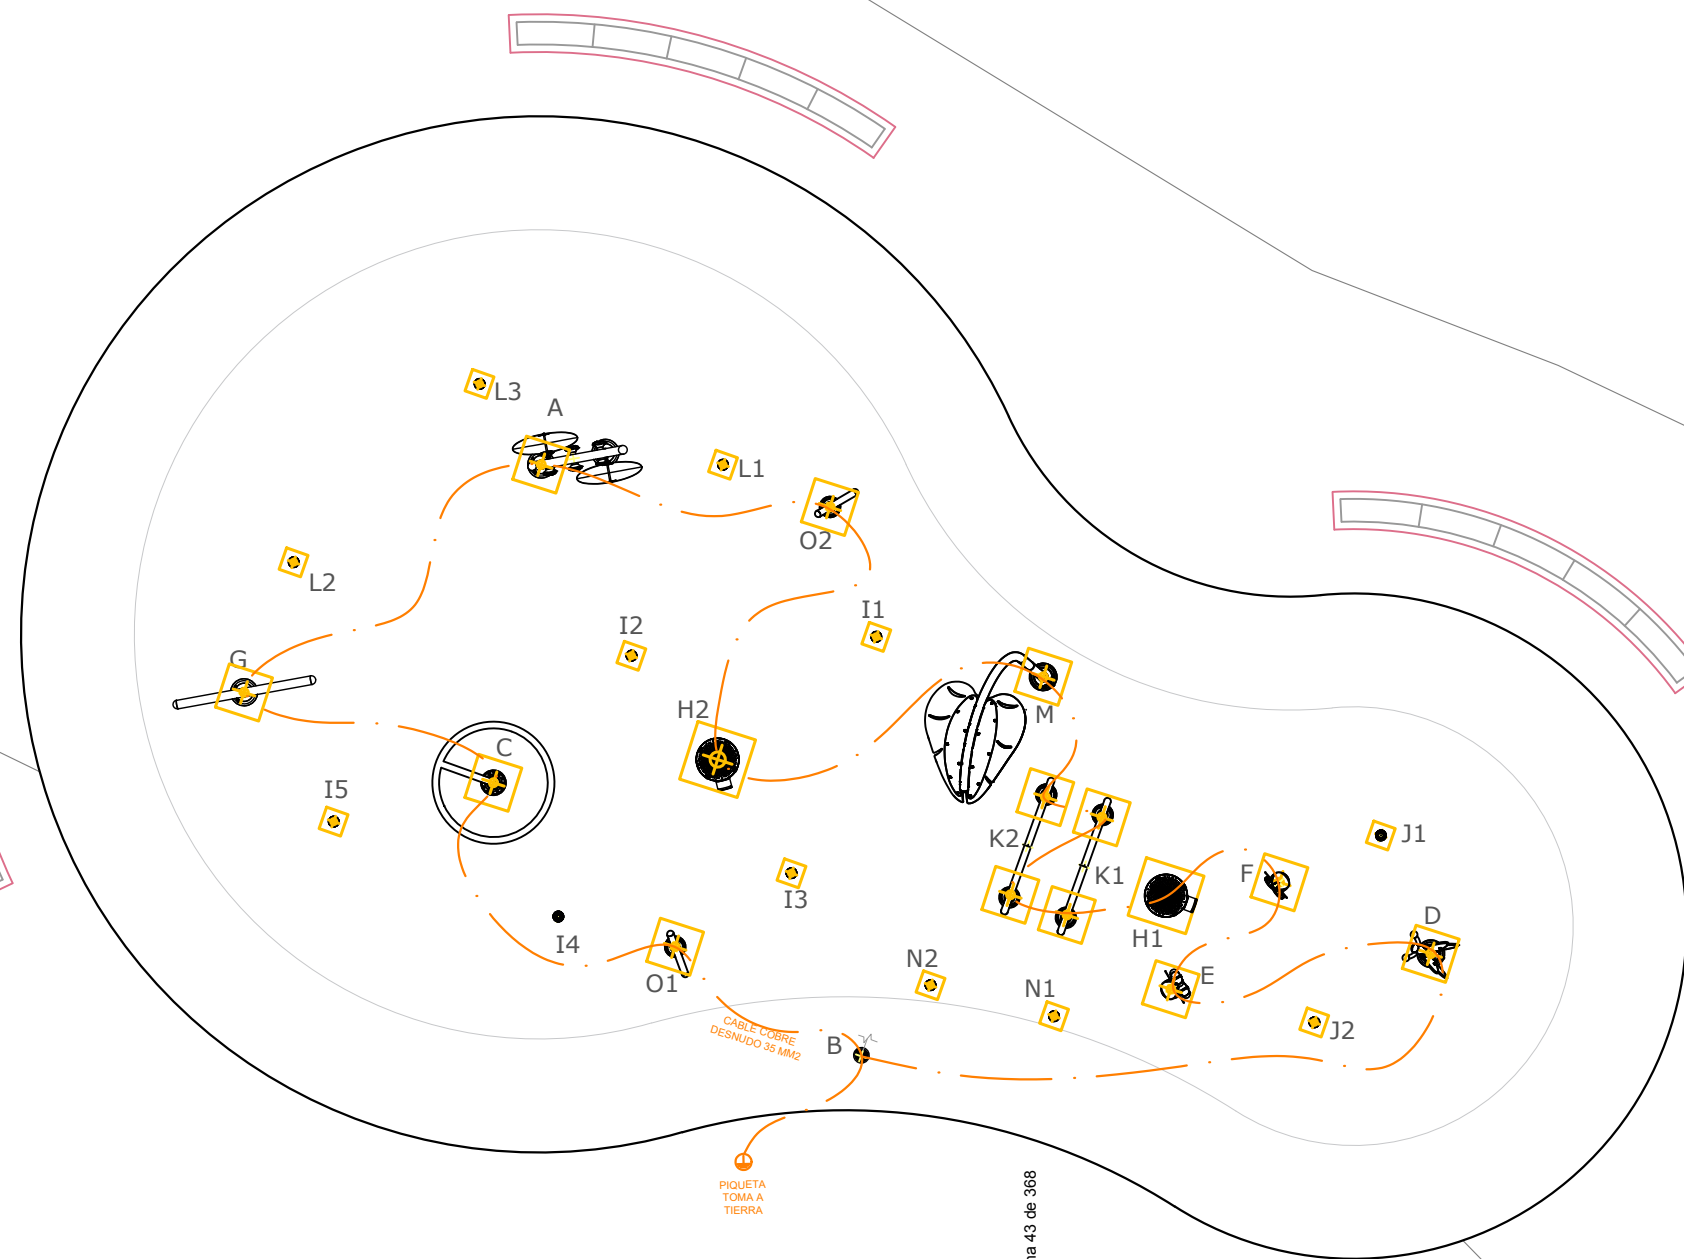 L3
A
L1
O2
L2
I1
I2
G
H2
M
C
I5
J1
K2
K1
F
I3
H1
D
I4
O1
N2
E
N1
J2
CABLE COBRE
DESNUDO 35 MM2
B
PIQUETA
TOMA A
TIERRA
na 43 de 368